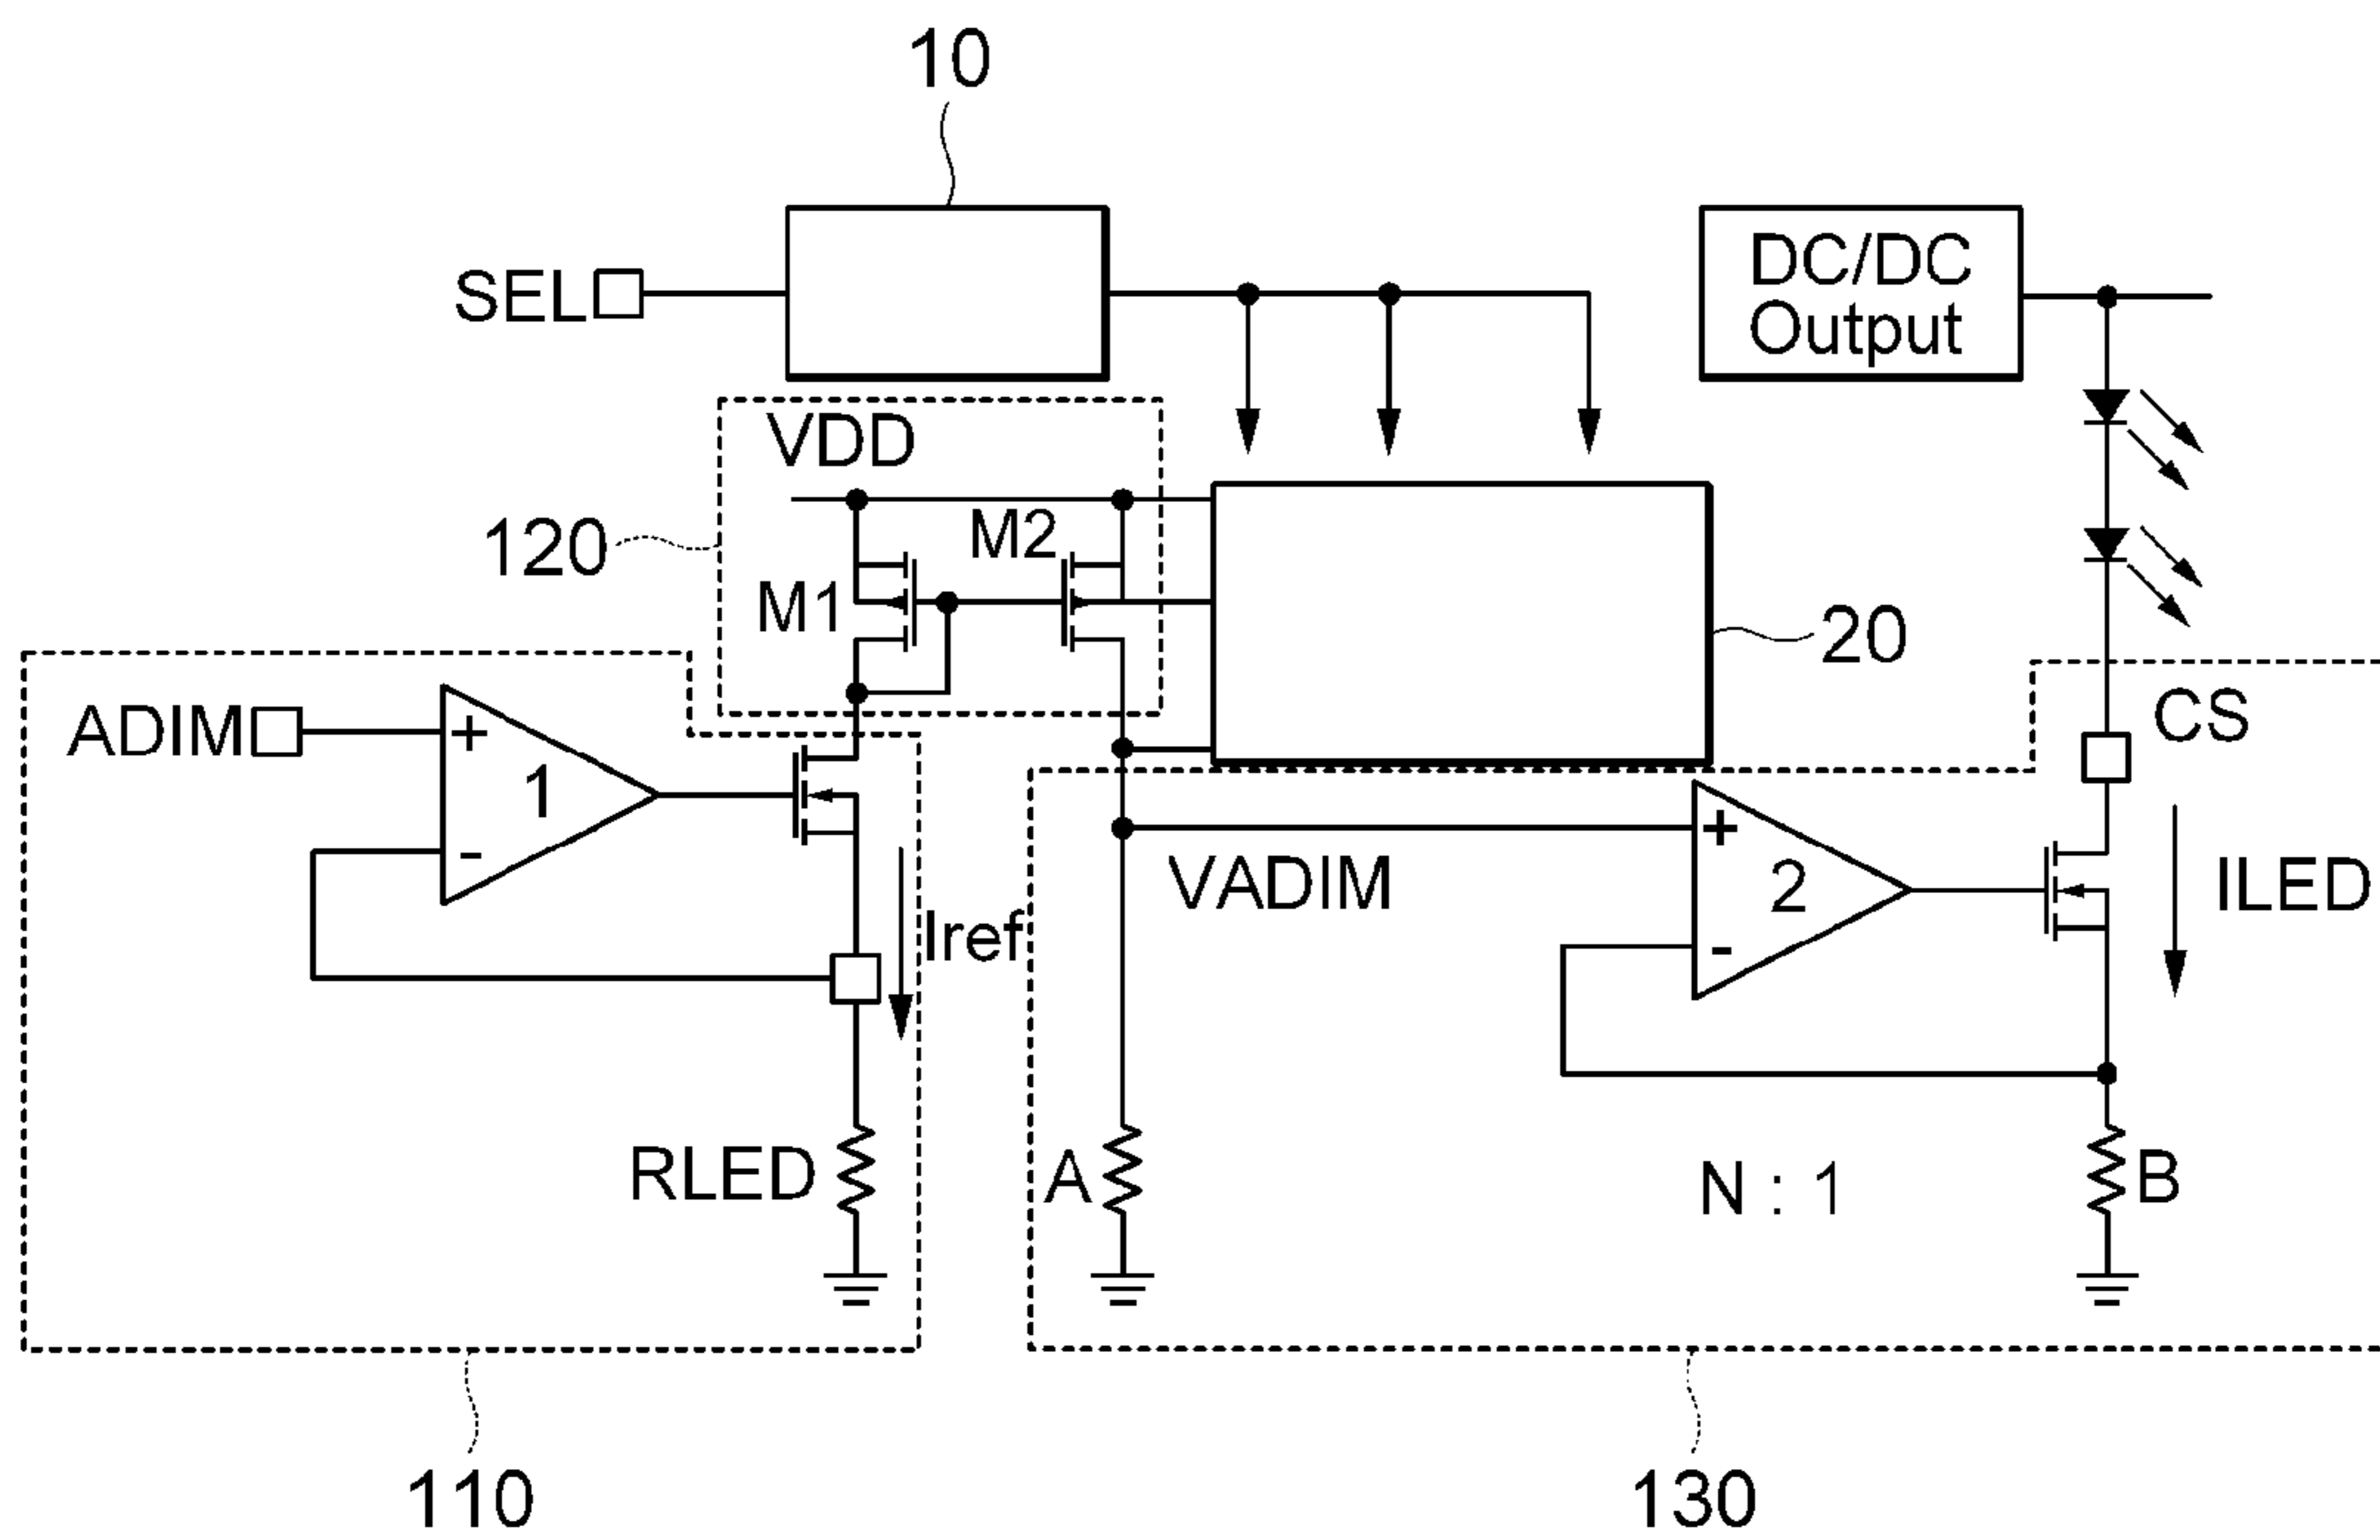 10
SEL
DC/DC
Output
VDD
120
M2
M1
20
ADIM
+
1
-
CS
VADIM
+
2
-
ILED
Iref
RLED
A
N : 1
B
110
130